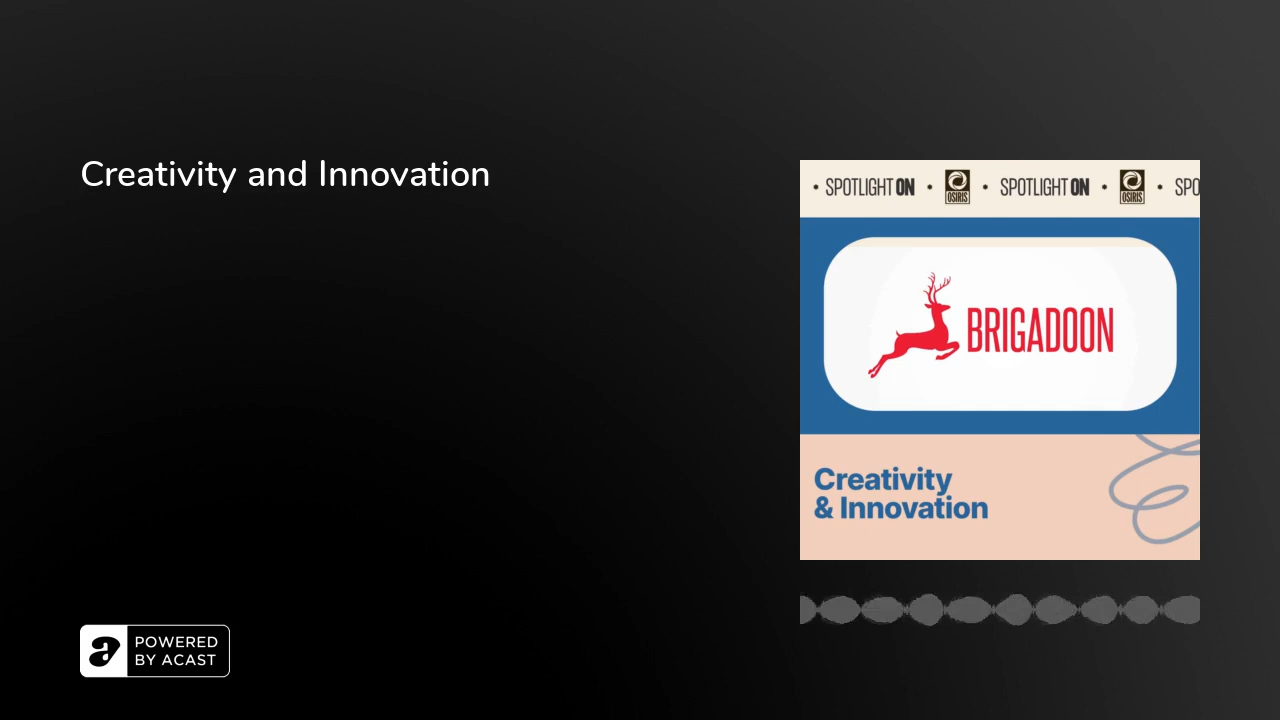 Creativity and Innovation
• SPOTLIGHT ON • OSIRIS • SPOTLIGHT ON • OSIRIS • SPO
BRIGADOON
Creativity
& Innovation
a POWERED
BY ACAST